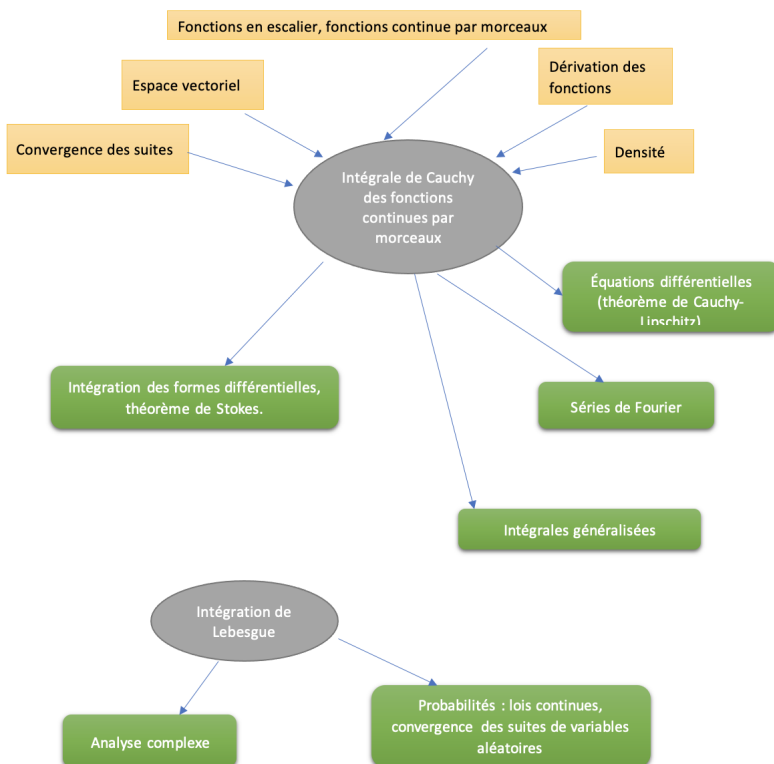 Fonctions en escalier, fonctions continue par morceaux
Espace vectoriel
Dérivation des
fonctions
Convergence des suites
Densité
Intégrale de Cauchy
des fonctions
continues par
morceaux
Équations différentielles
(théorème de Cauchy-
Lipschitz)
Intégration des formes différentielles,
théorème de Stokes.
Séries de Fourier
Intégrales généralisées
Intégration de
Lebesgue
Probabilités : lois continues,
convergence des suites de variables
aléatoires
Analyse complexe